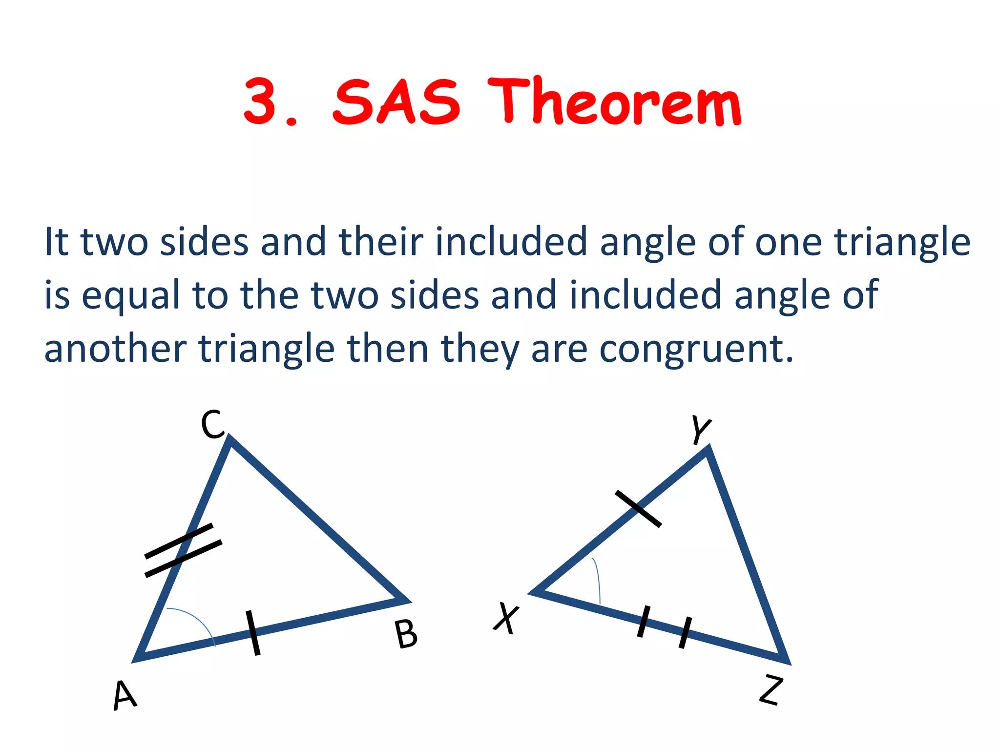 3. SAS Theorem
It two sides and their included angle of one triangle
is equal to the two sides and included angle of
another triangle then they are congruent.
C
Y
B
X
A
Z